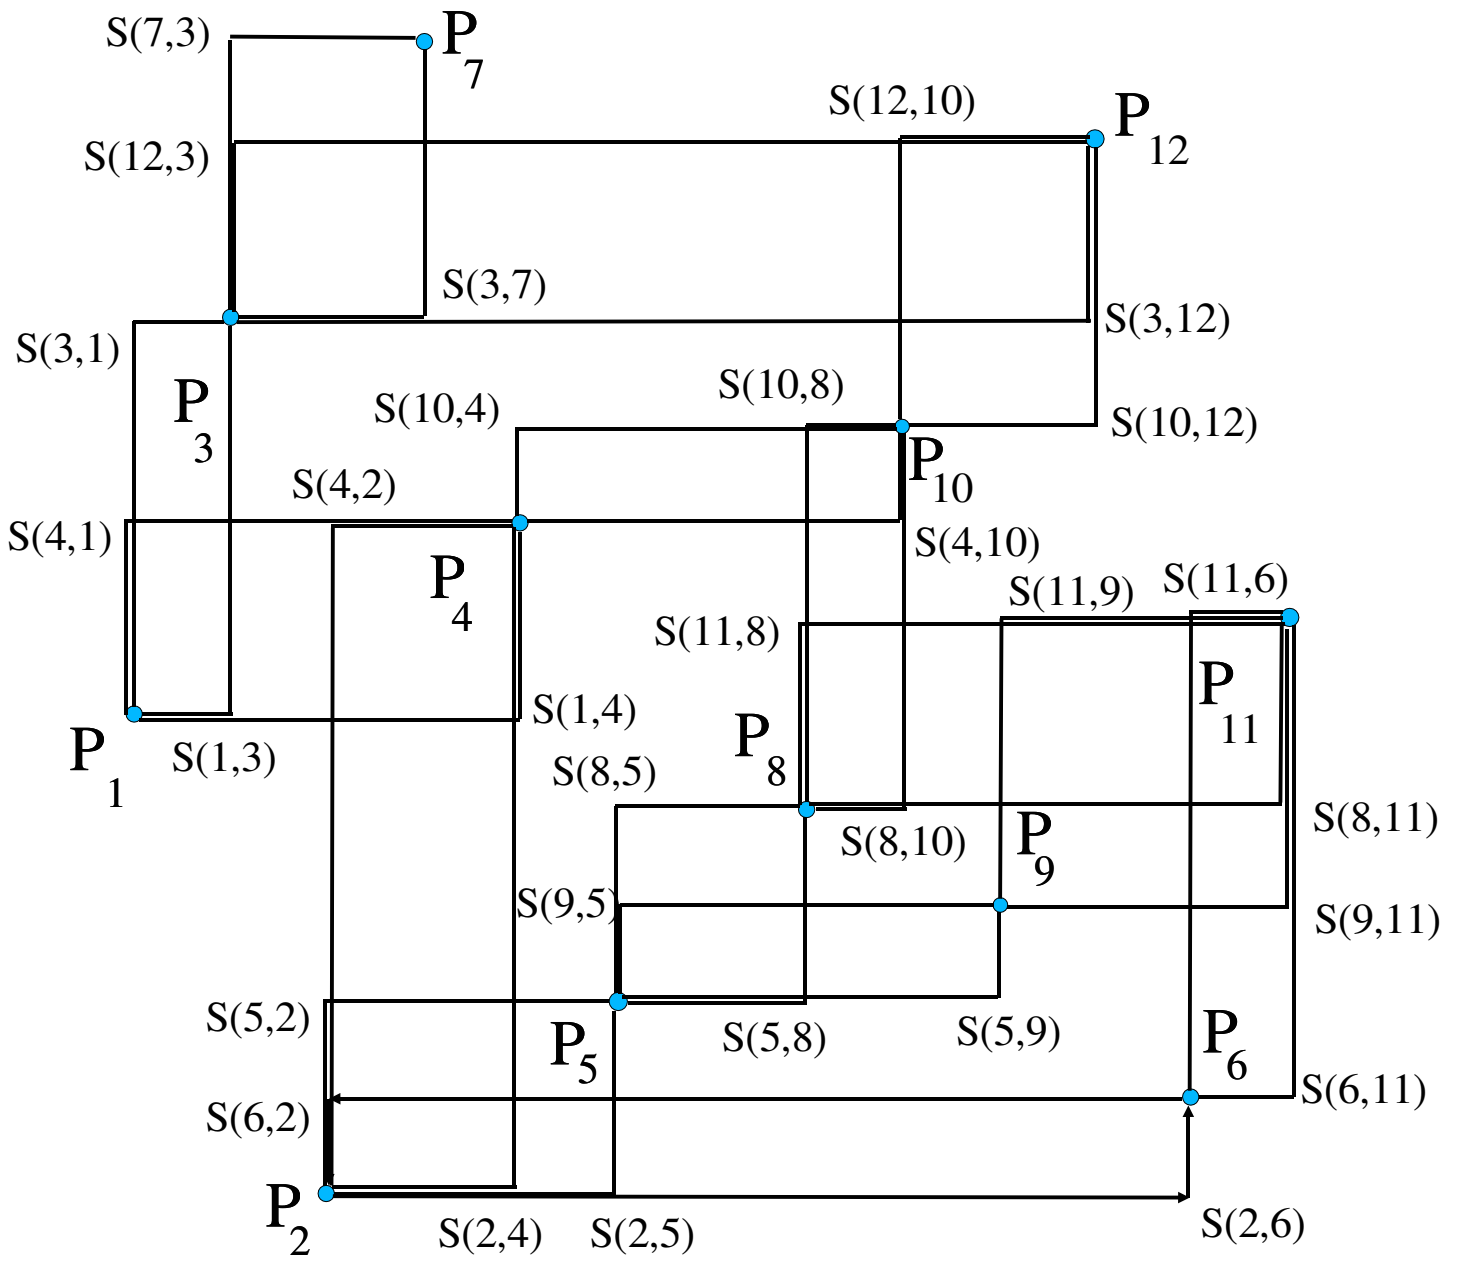 S(7,3)
P7
S(12,10)
P12
S(12,3)
S(3,7)
S(3,12)
S(3,1)
P3
S(10,8)
S(10,4)
S(10,12)
P10
S(4,2)
S(4,1)
S(4,10)
P4
S(11,9)
S(11,6)
S(11,8)
P11
S(1,4)
P8
P1
S(1,3)
S(8,5)
S(8,11)
S(8,10)
P9
S(9,5)
S(9,11)
S(5,2)
P5
S(5,8)
S(5,9)
P6
S(6,11)
S(6,2)
P2
S(2,4)
S(2,5)
S(2,6)